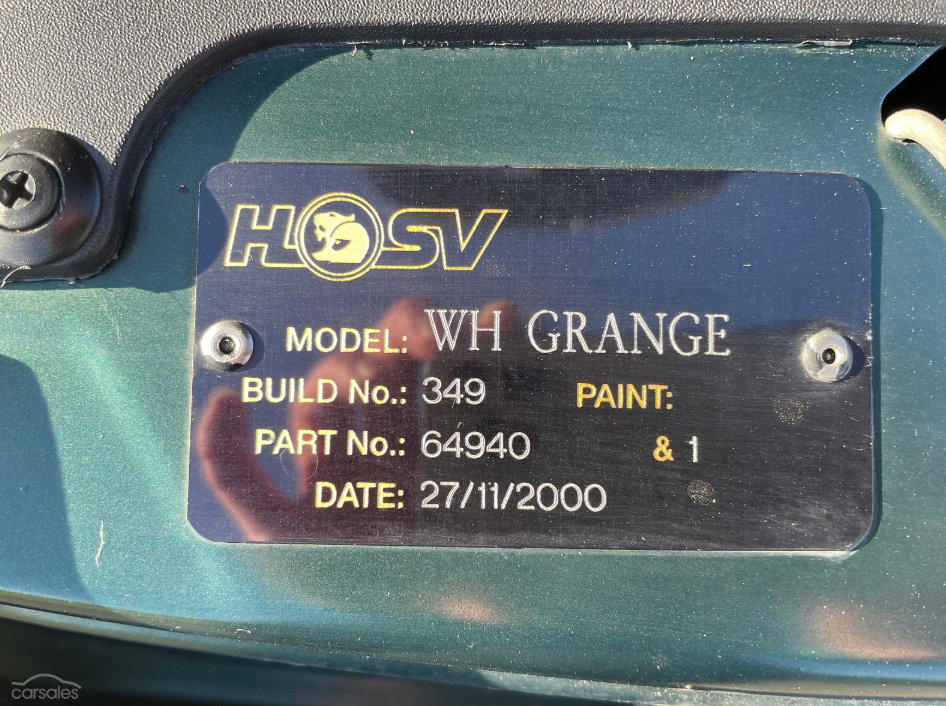 HSV
MODEL: WH GRANGE
BUILD No.: 349 PAINT:
PART No.: 64940 & 1
DATE: 27/11/2000
carsales